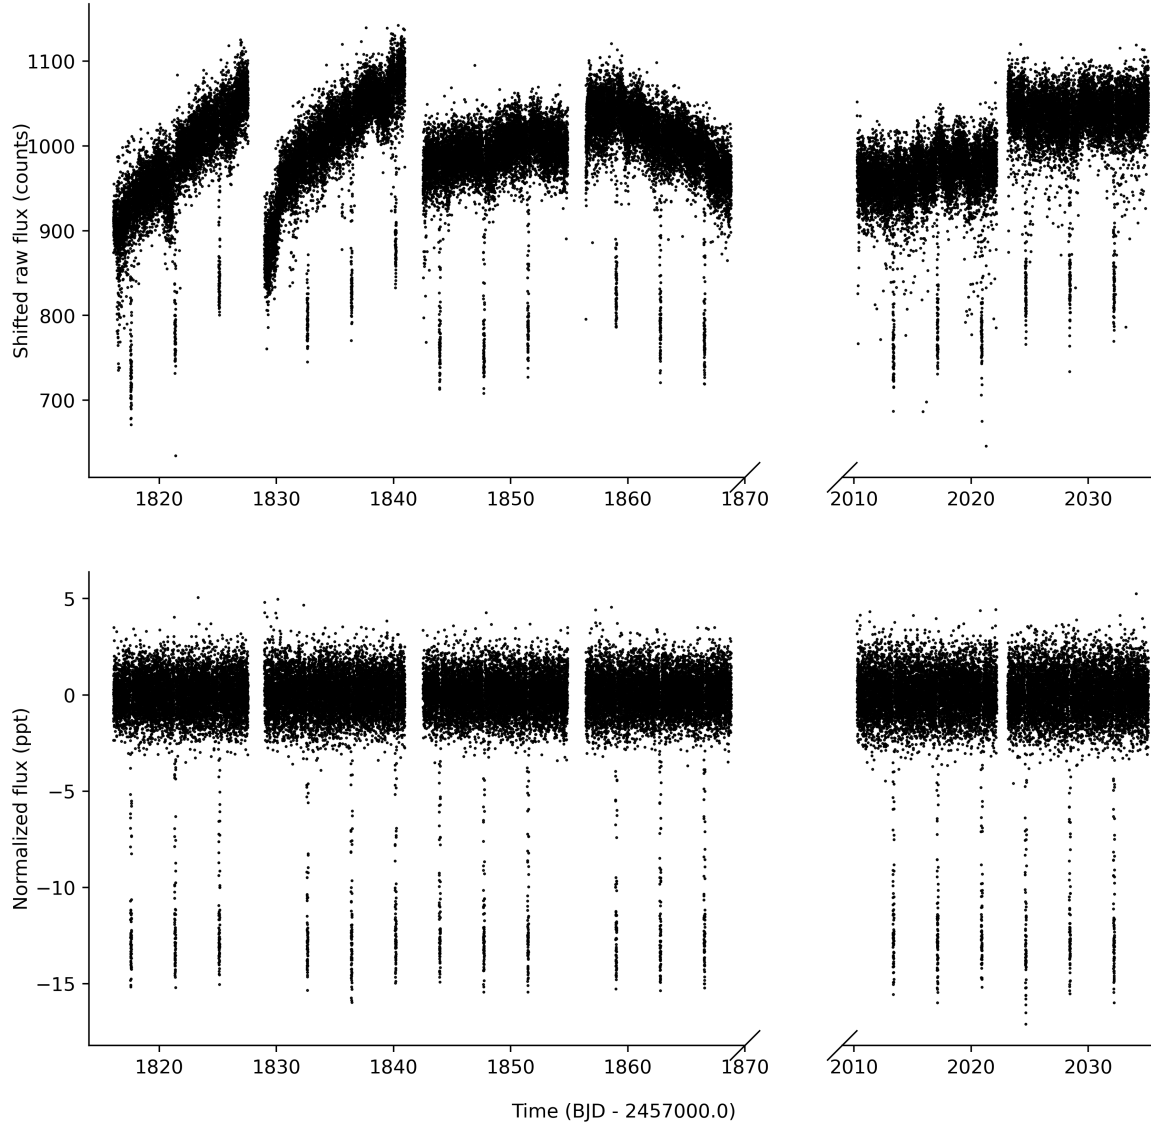 Shifted raw flux (counts)
1100
1000
900
800
700
1820 1830 1840 1850 1860 1870 2010 2020 2030
Normalized flux (ppt)
5
0
−5
−10
−15
1820 1830 1840 1850 1860 1870 2010 2020 2030
Time (BJD - 2457000.0)